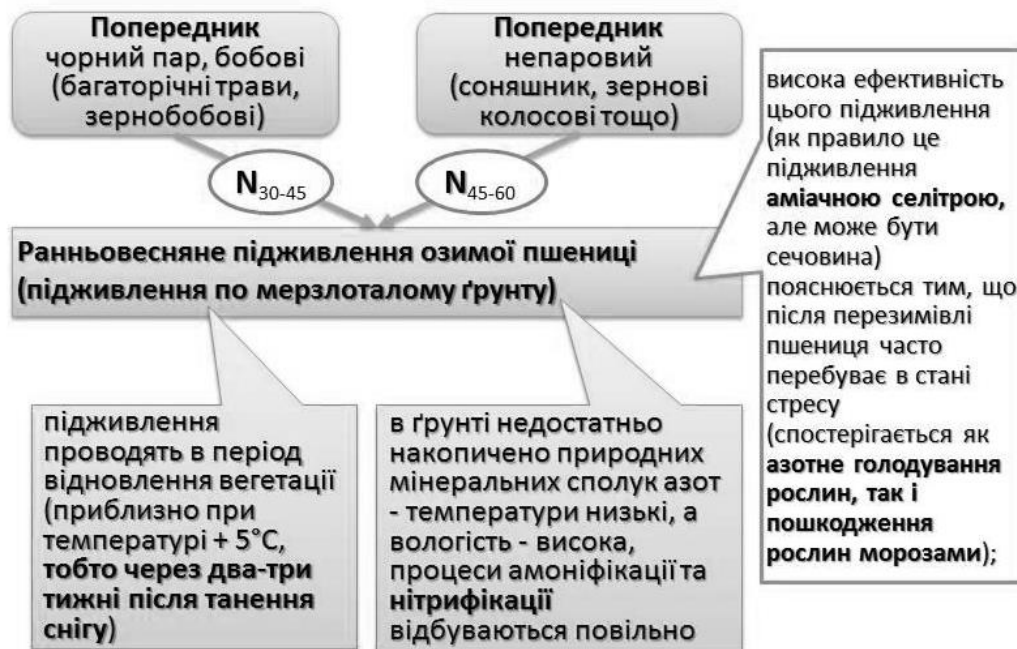 Попередник
чорний пар, бобові
(багаторічні трави,
зернобобові)
Попередник
непаровий
(соняшник, зернові
колосові тощо)
N30-45
N45-60
Ранньовесняне підживлення озимої пшениці
(підживлення по мерзлоталому ґрунту)
висока ефективність
цього підживлення
(як правило це
підживлення
аміачною селітрою,
але може бути
сечовина)
пояснюється тим, що
після перезимівлі
пшениця часто
перебуває в стані
стресу
(спостерігається як
азотне голодування
рослин, так і
пошкодження
рослин морозами);
підживлення
проводять в період
відновлення вегетації
(приблизно при
температурі + 5°С,
тобто через два-три
тижні після танення
снігу)
в ґрунті недостатньо
накопичено природних
мінеральних сполук азот
- температури низькі, а
вологість - висока,
процеси амоніфікації та
нітрифікації
відбуваються повільно